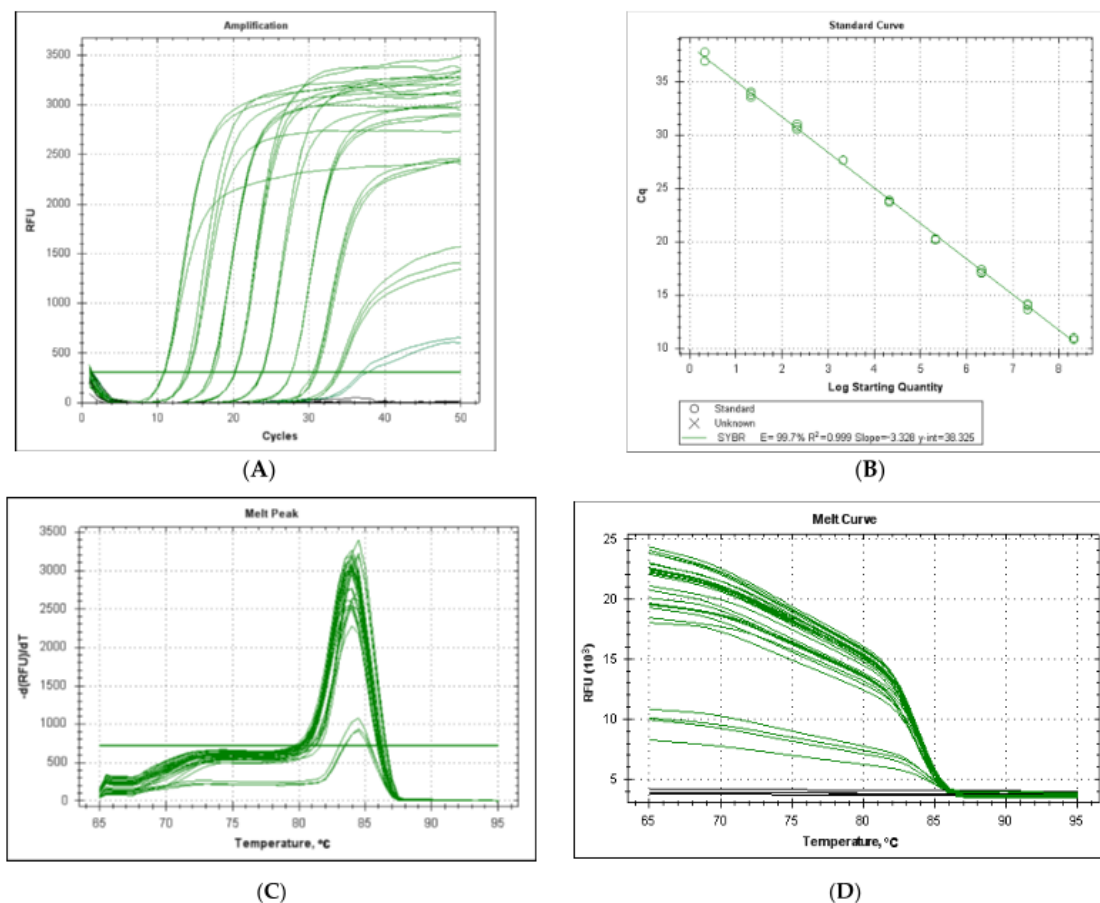 Amplification
RFU
3500
3000
2500
2000
1500
1000
500
0
0 10 20 30 40 50
Cycles
(A)
Standard Curve
Cq
35
30
25
20
15
10
0 1 2 3 4 5 6 7 8
Log Starting Quantity
Standard
Unknown
SYBR E= 99.7% R^2=0.999 Slope=-3.328 y-int=38.325
(B)
Melt Peak
-d(RFU)/dT
3500
3000
2500
2000
1500
1000
500
0
65 70 75 80 85 90 95
Temperature, °C
(C)
Melt Curve
RFU (10³)
25
20
15
10
5
65 70 75 80 85 90 95
Temperature, °C
(D)